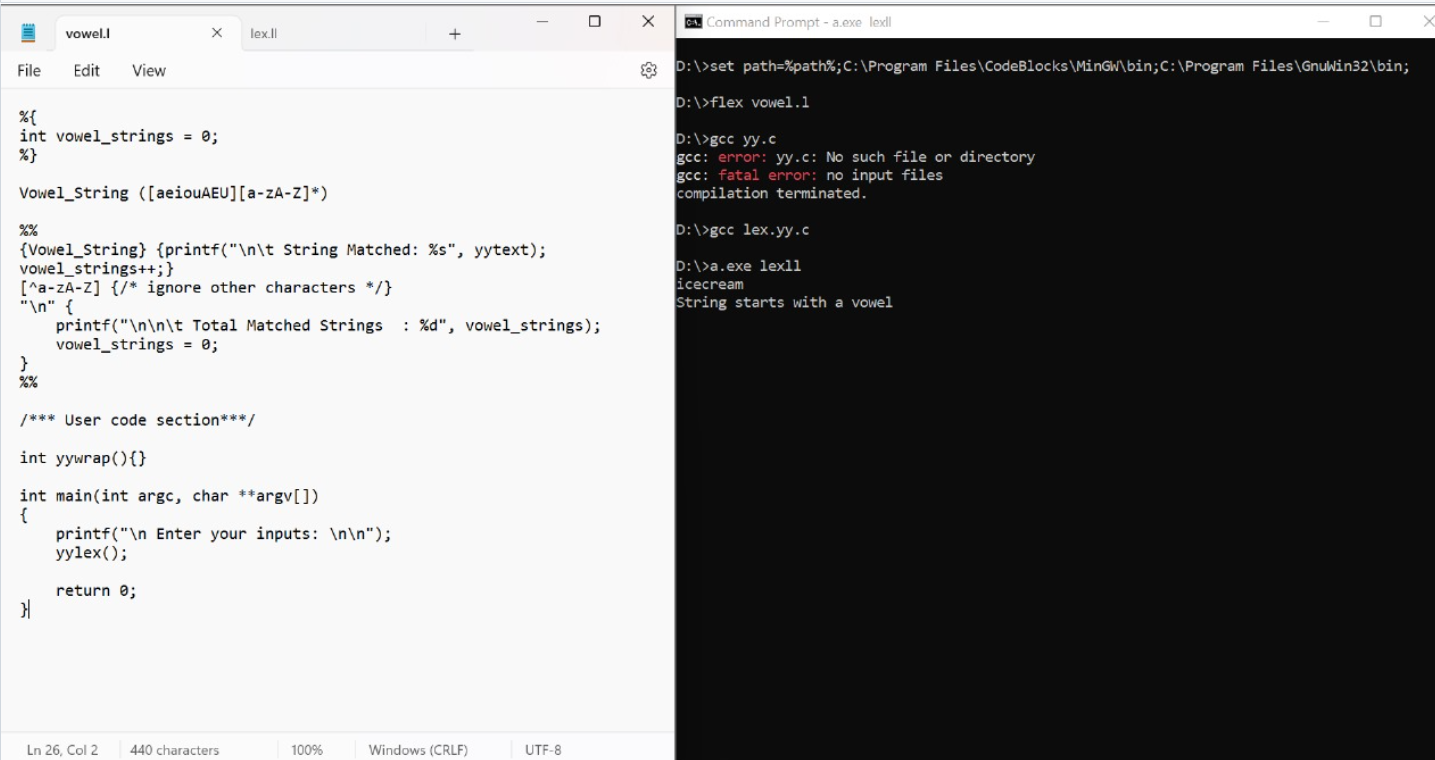 vowel.l
lex.ll
File Edit View
%{
int vowel_strings = 0;
%}
Vowel_String ([aeiouAEU][a-zA-Z]*)
%%
{Vowel_String} {printf("\n\t String Matched: %s", yytext);
vowel_strings++;}
[^a-zA-Z] {/* ignore other characters */}
"\n" {
    printf("\n\n\t Total Matched Strings  : %d", vowel_strings);
    vowel_strings = 0;
}
%%
/*** User code section***/
int yywrap(){}
int main(int argc, char **argv[])
{
    printf("\n Enter your inputs: \n\n");
    yylex();
    return 0;
}
Ln 26, Col 2 440 characters 100% Windows (CRLF) UTF-8
Command Prompt - a.exe lexll
D:\>set path=%path%;C:\Program Files\CodeBlocks\MinGW\bin;C:\Program Files\GnuWin32\bin;
D:\>flex vowel.l
D:\>gcc yy.c
gcc: error: yy.c: No such file or directory
gcc: fatal error: no input files
compilation terminated.
D:\>gcc lex.yy.c
D:\>a.exe lexll
icecream
String starts with a vowel